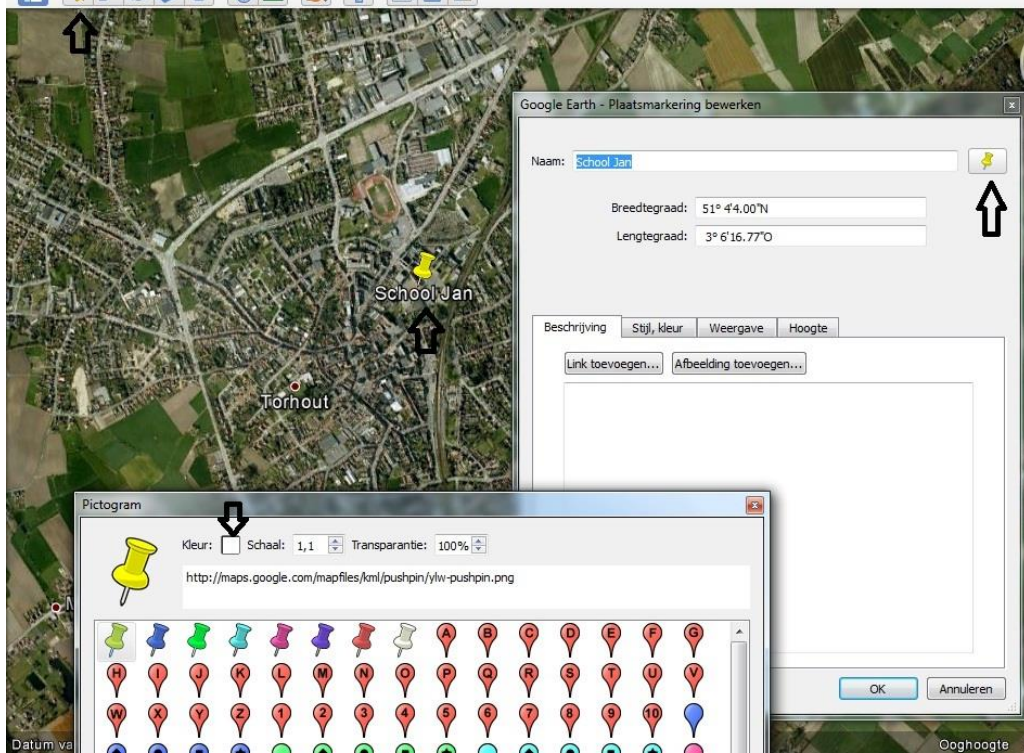 Google Earth - Plaatsmarkering bewerken
Naam: School Jan
Breedtegraad: 51° 4'4.00"N
Lengtegraad: 3° 6'16.77"O
School Jan
Torhout
Beschrijving Stijl, kleur Weergave Hoogte
Link toevoegen... Afbeelding toevoegen...
Pictogram
Kleur: Schaal: 1,1 Transparantie: 100%
http://maps.google.com/mapfiles/kml/pushpin/ylw-pushpin.png
A B C D E F G
H I J K L M N O P Q R S T U V
W X Y Z 1 2 3 4 5 6 7 8 9 10
OK Annuleren
Datum va
Ooghoogte